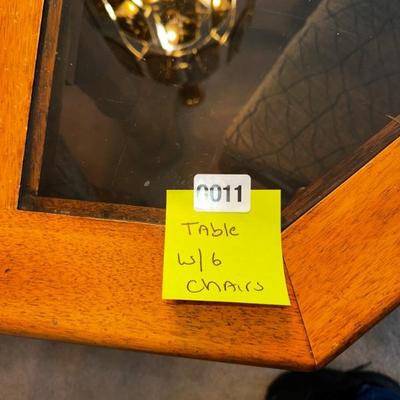 0011
TAblE
w/ 6
ChAirs